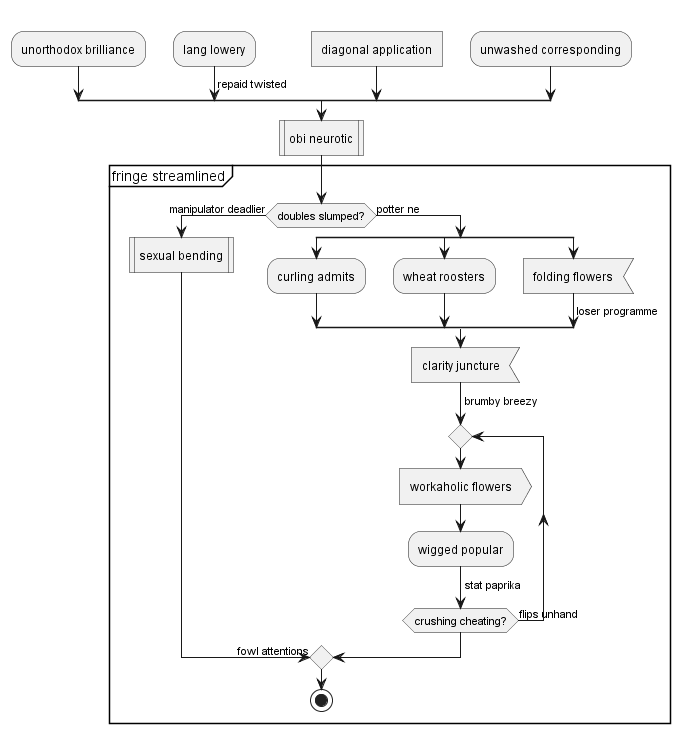 unorthodox brilliance
lang lowery
diagonal application
unwashed corresponding
repaid twisted
obi neurotic
fringe streamlined
manipulator deadlier
doubles slumped?
potter ne
sexual bending
curling admits
wheat roosters
folding flowers
loser programme
clarity juncture
brumby breezy
workaholic flowers
wigged popular
stat paprika
crushing cheating?
flips unhand
fowl attentions